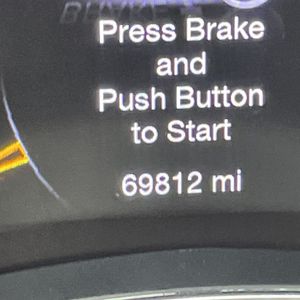 Press Brake
and
Push Button
to Start
69812 mi